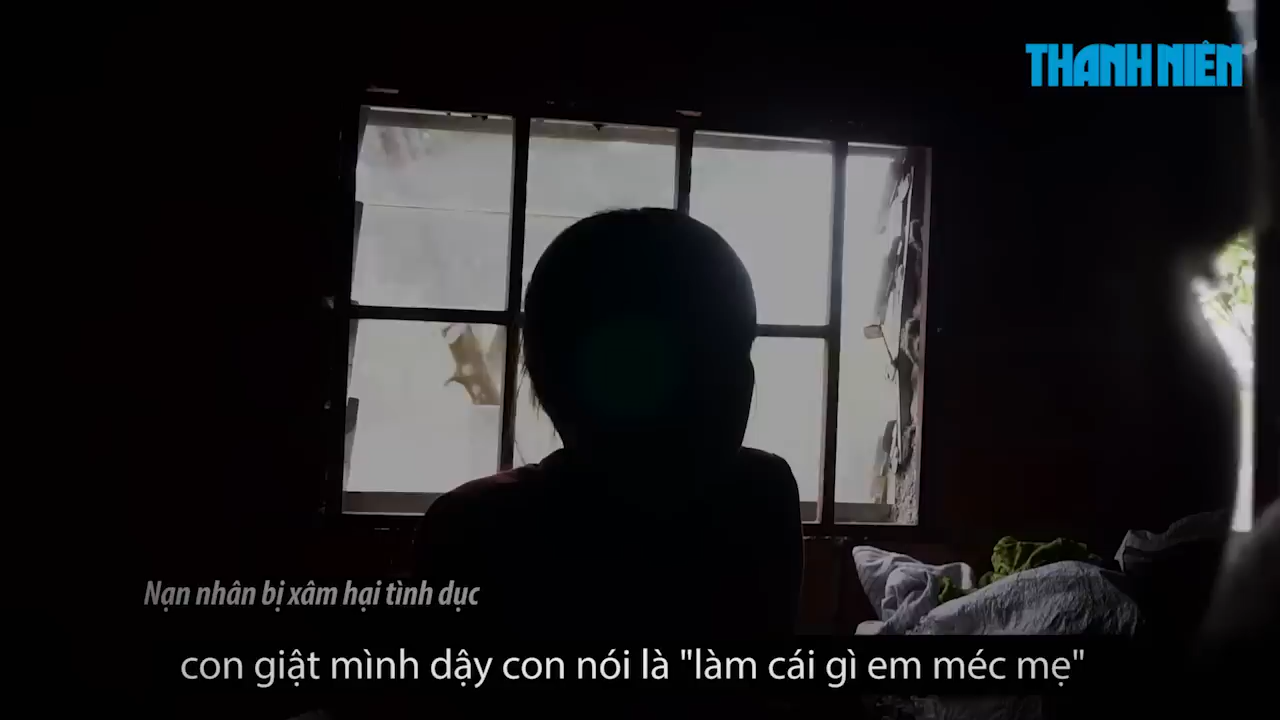 THANH NIÊN
Nạn nhân bị xâm hại tình dục
con giật mình dậy con nói là "làm cái gì em méc mẹ"